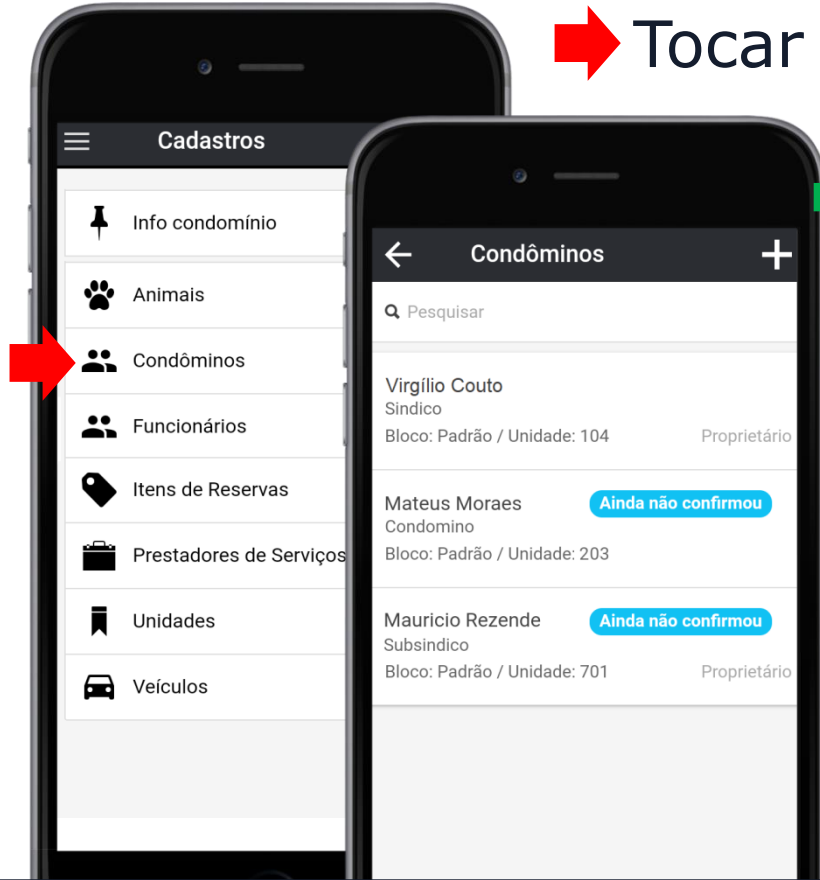 Tocar
Cadastros
Info condomínio
Animais
Condôminos
Funcionários
Itens de Reservas
Prestadores de Serviços
Unidades
Veículos
Condôminos
Pesquisar
Virgílio Couto
Sindico
Bloco: Padrão / Unidade: 104 Proprietário
Mateus Moraes Ainda não confirmou
Condomino
Bloco: Padrão / Unidade: 203
Mauricio Rezende Ainda não confirmou
Subsindico
Bloco: Padrão / Unidade: 701 Proprietário